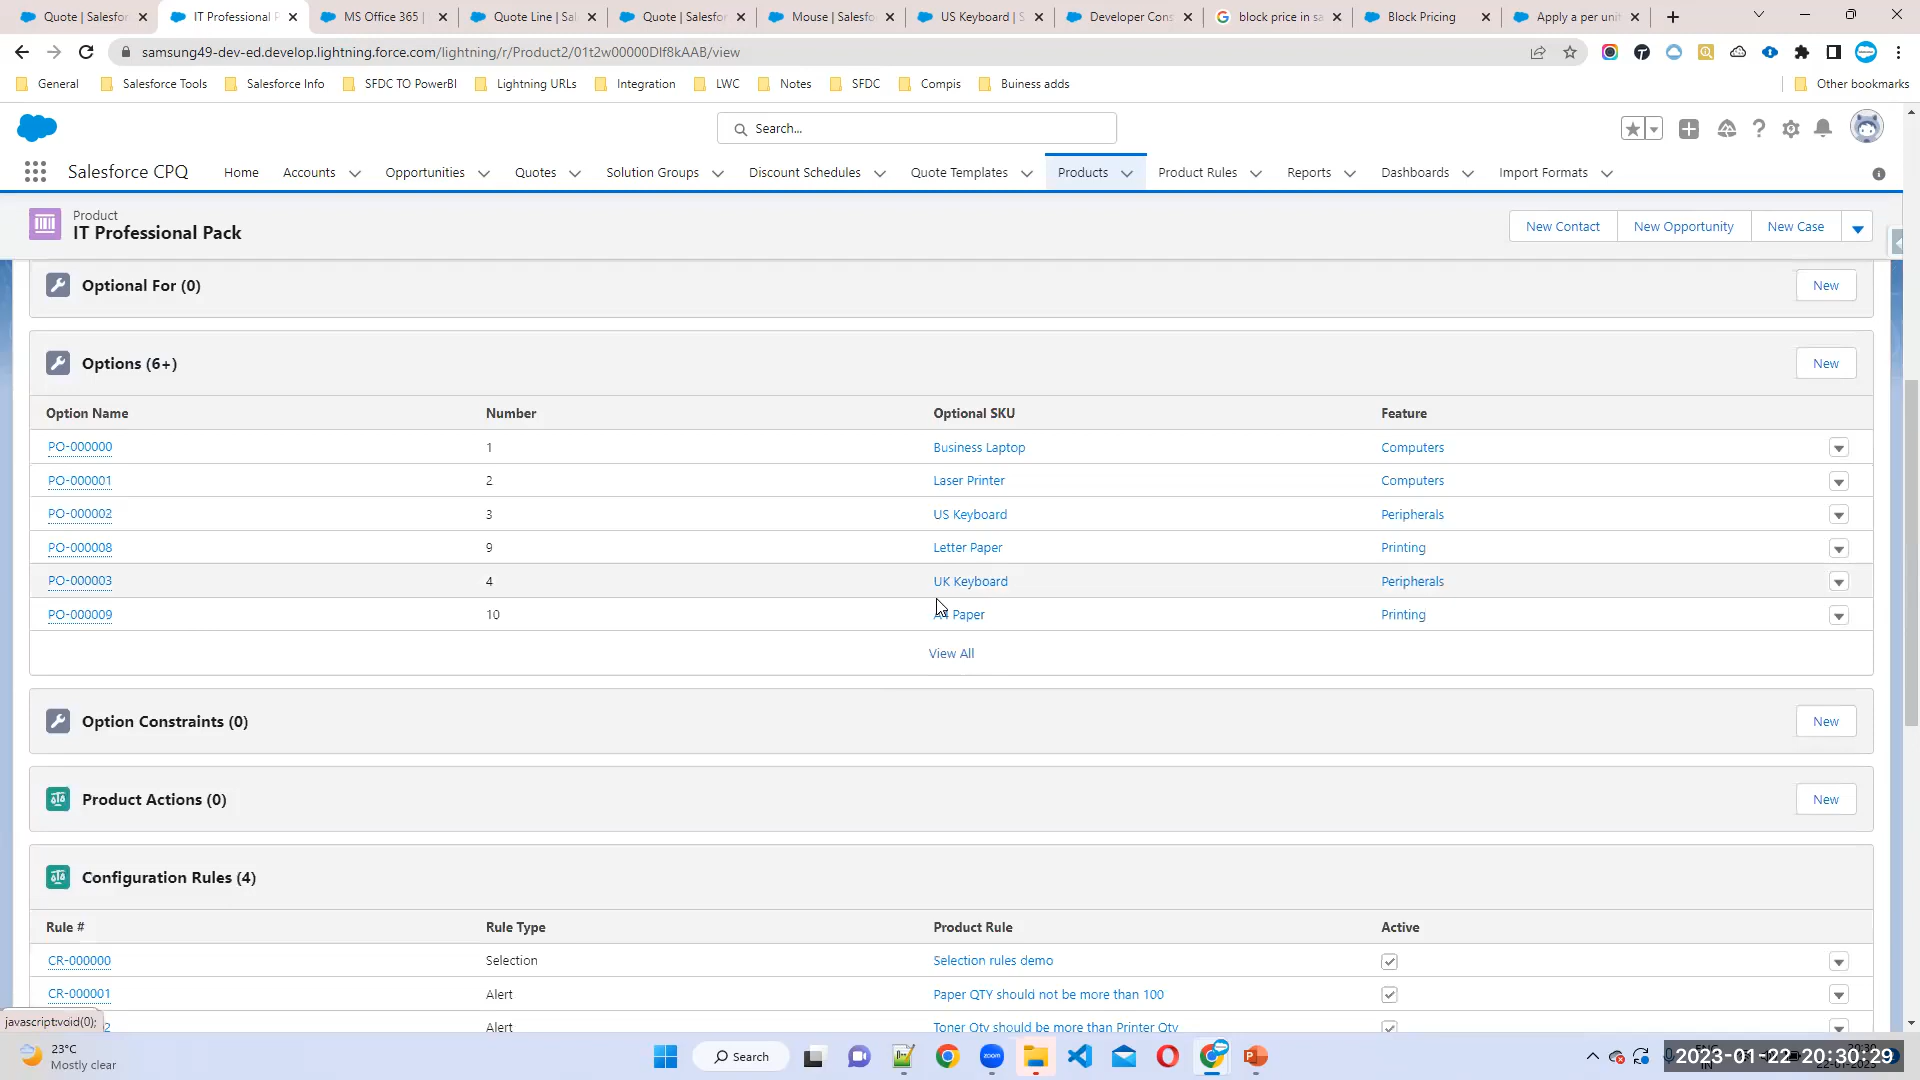 Quote | Salesfor
IT Professional P
MS Office 365 |
Quote Line | Sal
Quote | Salesfor
Mouse | Salesfo
US Keyboard | S
Developer Cons
block price in sa
Block Pricing
Apply a per unit
samsung49-dev-ed.develop.lightning.force.com/lightning/r/Product2/01t2w00000DIf8kAAB/view
General
Salesforce Tools
Salesforce Info
SFDC TO PowerBI
Lightning URLs
Integration
LWC
Notes
SFDC
Compis
Buiness adds
Other bookmarks
Search...
Salesforce CPQ
Home
Accounts
Opportunities
Quotes
Solution Groups
Discount Schedules
Quote Templates
Products
Product Rules
Reports
Dashboards
Import Formats
Product
IT Professional Pack
New Contact
New Opportunity
New Case
Optional For (0)
New
Options (6+)
New
Option Name Number Optional SKU Feature
PO-000000 1 Business Laptop Computers
PO-000001 2 Laser Printer Computers
PO-000002 3 US Keyboard Peripherals
PO-000008 9 Letter Paper Printing
PO-000003 4 UK Keyboard Peripherals
PO-000009 10 Paper Printing
View All
Option Constraints (0)
New
Product Actions (0)
New
Configuration Rules (4)
Rule # Rule Type Product Rule Active
CR-000000 Selection Selection rules demo
CR-000001 Alert Paper QTY should not be more than 100
2 Alert Toner Qty should be more than Printer Qty
javascript:void(0);
23°C
Mostly clear
Search
zoom
2023-01-22 20:30:29